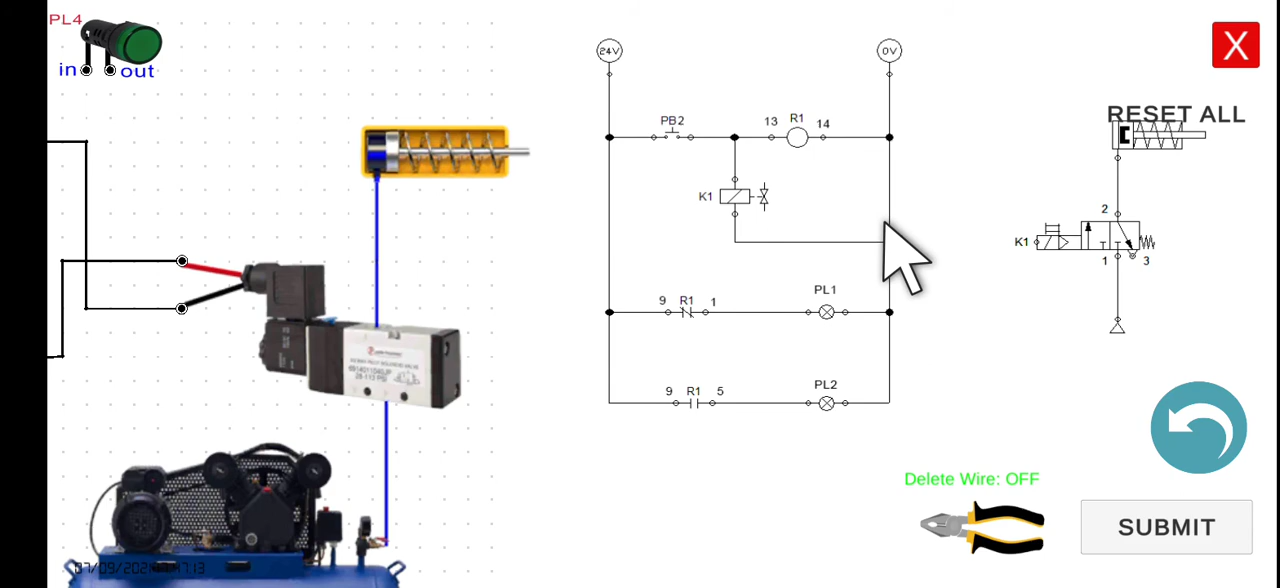 PL4
in out
24V
0V
PB2
13 R1 14
K1
9 R1 1
PL1
9 R1 5
PL2
X
RESET ALL
2
K1
1 3
Delete Wire: OFF
SUBMIT